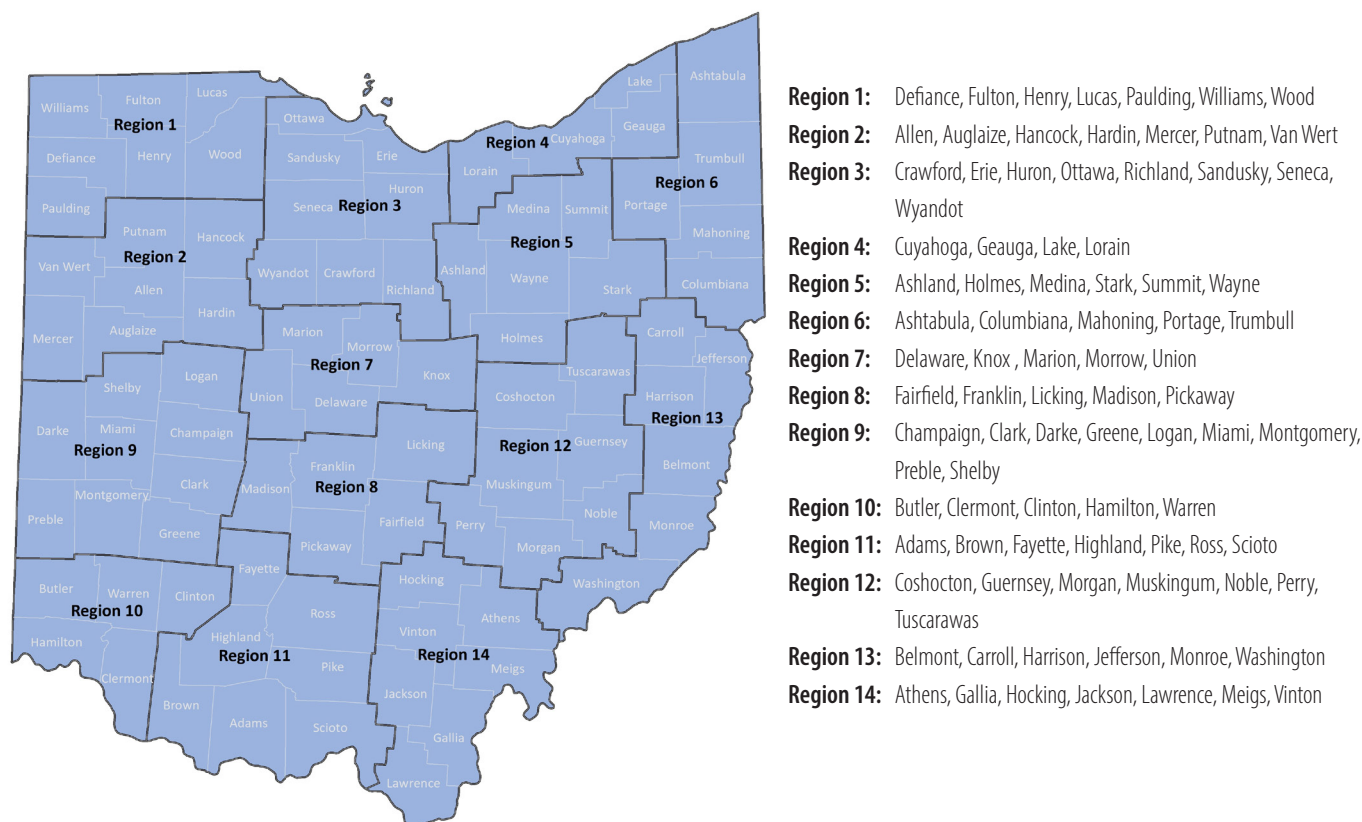 Williams
Fulton
Lucas
Region 1
Defiance
Henry
Wood
Paulding
Putnam
Hancock
Region 2
Van Wert
Allen
Hardin
Auglaize
Mercer
Ottawa
Sandusky
Erie
Huron
Seneca
Region 3
Wyandot
Crawford
Richland
Lake
Geauga
Cuyahoga
Region 4
Lorain
Medina
Summit
Region 5
Ashland
Wayne
Stark
Holmes
Ashtabula
Trumbull
Region 6
Portage
Mahoning
Columbiana
Marion
Morrow
Region 7
Knox
Union
Delaware
Licking
Franklin
Region 8
Madison
Fairfield
Pickaway
Logan
Shelby
Darke
Miami
Champaign
Region 9
Clark
Montgomery
Preble
Greene
Butler
Warren
Clinton
Region 10
Hamilton
Clermont
Fayette
Ross
Highland
Region 11
Pike
Brown
Adams
Scioto
Tuscarawas
Coshocton
Guernsey
Region 12
Muskingum
Noble
Perry
Morgan
Carroll
Jefferson
Harrison
Region 13
Belmont
Monroe
Washington
Hocking
Athens
Vinton
Region 14
Meigs
Jackson
Gallia
Lawrence
Region 1: Defiance, Fulton, Henry, Lucas, Paulding, Williams, Wood
Region 2: Allen, Auglaize, Hancock, Hardin, Mercer, Putnam, Van Wert
Region 3: Crawford, Erie, Huron, Ottawa, Richland, Sandusky, Seneca,
Wyandot
Region 4: Cuyahoga, Geauga, Lake, Lorain
Region 5: Ashland, Holmes, Medina, Stark, Summit, Wayne
Region 6: Ashtabula, Columbiana, Mahoning, Portage, Trumbull
Region 7: Delaware, Knox , Marion, Morrow, Union
Region 8: Fairfield, Franklin, Licking, Madison, Pickaway
Region 9: Champaign, Clark, Darke, Greene, Logan, Miami, Montgomery,
Preble, Shelby
Region 10: Butler, Clermont, Clinton, Hamilton, Warren
Region 11: Adams, Brown, Fayette, Highland, Pike, Ross, Scioto
Region 12: Coshocton, Guernsey, Morgan, Muskingum, Noble, Perry,
Tuscarawas
Region 13: Belmont, Carroll, Harrison, Jefferson, Monroe, Washington
Region 14: Athens, Gallia, Hocking, Jackson, Lawrence, Meigs, Vinton